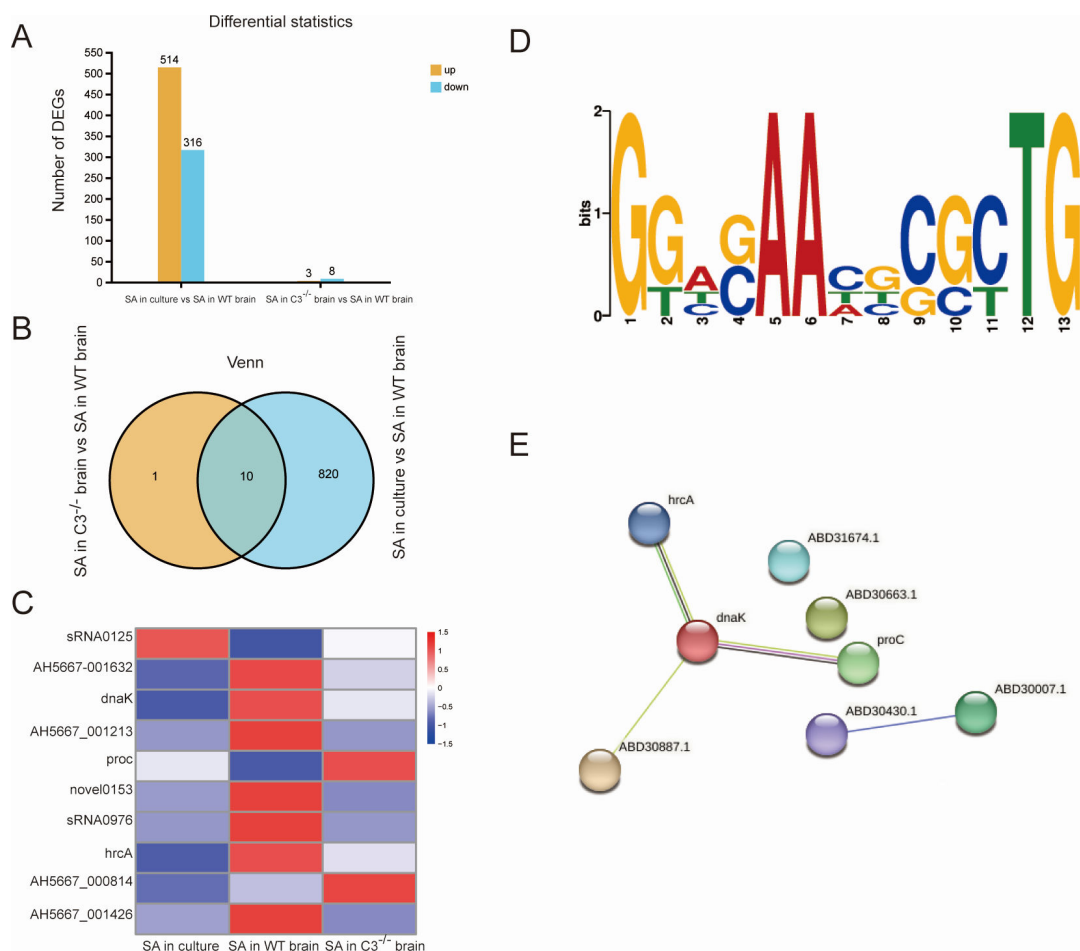 A
Differential statistics
550
500
450
400
350
300
250
200
150
100
50
0
Number of DEGs
514
316
3
8
up
down
SA in culture vs SA in WT brain
SA in C3-/- brain vs SA in WT brain
B
Venn
SA in C3-/- brain vs SA in WT brain
1
10
820
SA in culture vs SA in WT brain
C
sRNA0125
AH5667-001632
dnaK
AH5667_001213
proc
novel0153
sRNA0976
hrcA
AH5667_000814
AH5667_001426
1.5
1
0.5
0
-0.5
-1
-1.5
SA in culture
SA in WT brain
SA in C3-/- brain
D
2
1
0
bits
G G A G A A C G C G C T G
T T C T T G C T
C A C
1 2 3 4 5 6 7 8 9 10 11 12 13
E
hrcA
ABD31674.1
ABD30663.1
dnaK
proC
ABD30007.1
ABD30430.1
ABD30887.1